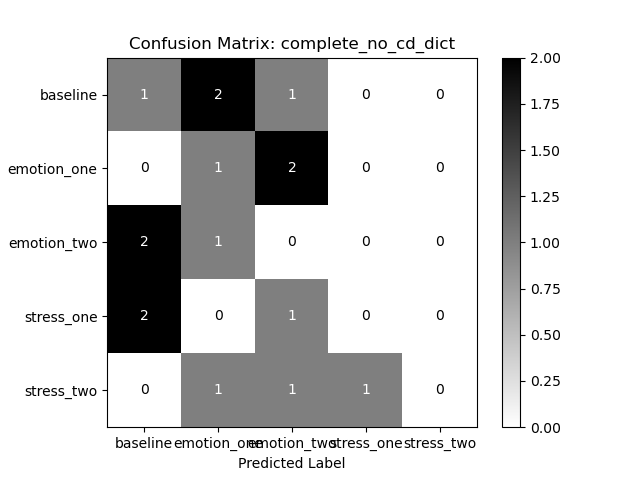 Confusion Matrix: complete_no_cd_dict
baseline 1 2 1 0 0
emotion_one 0 1 2 0 0
emotion_two 2 1 0 0 0
stress_one 2 0 1 0 0
stress_two 0 1 1 1 0
baseline emotion_one emotion_two stress_one stress_two
Predicted Label
2.00
1.75
1.50
1.25
1.00
0.75
0.50
0.25
0.00